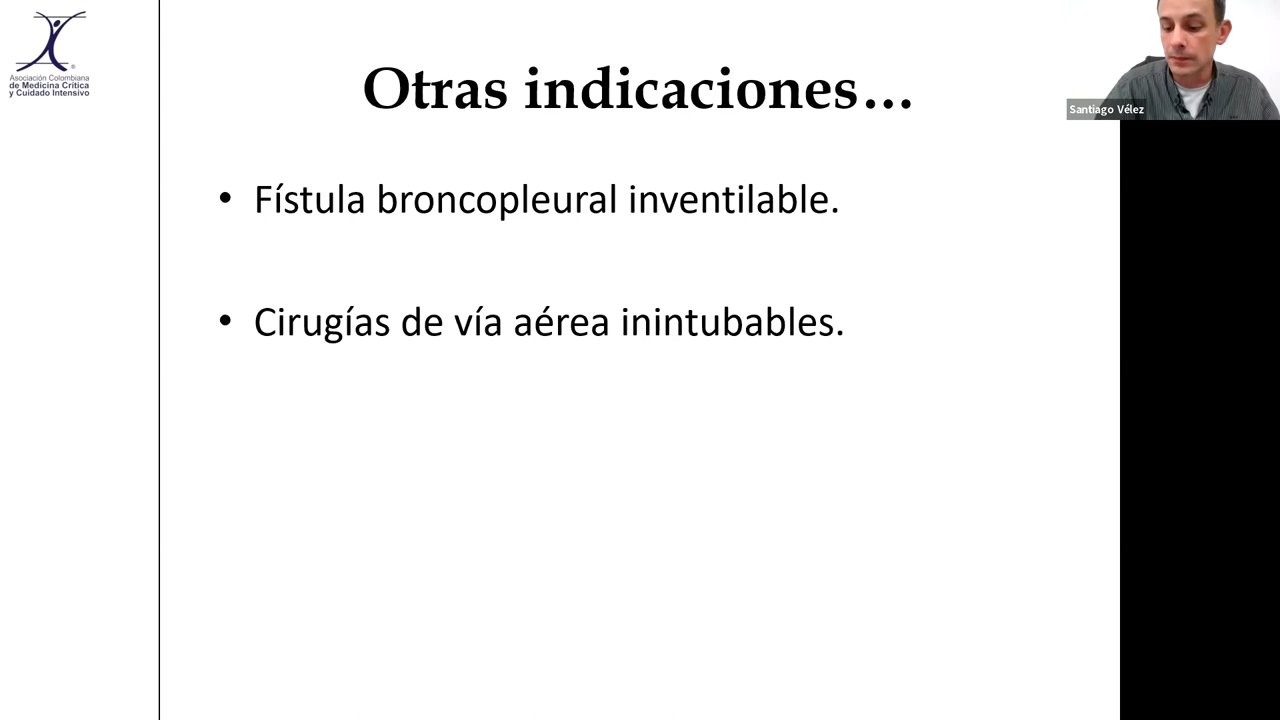 Asociación Colombiana
de Medicina Crítica
y Cuidado Intensivo
Otras indicaciones...
Santiago Vélez
• Fístula broncopleural inventilable.
• Cirugías de vía aérea inintubables.